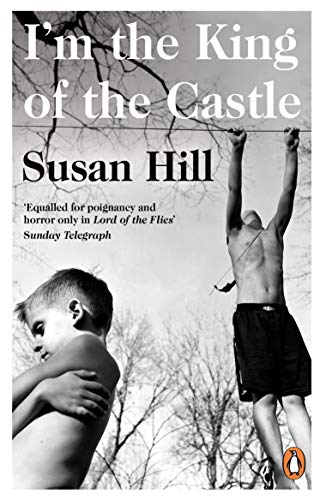 I'm the King
of the Castle
Susan Hill
'Equalled for poignancy and
horror only in Lord of the Flies'
Sunday Telegraph